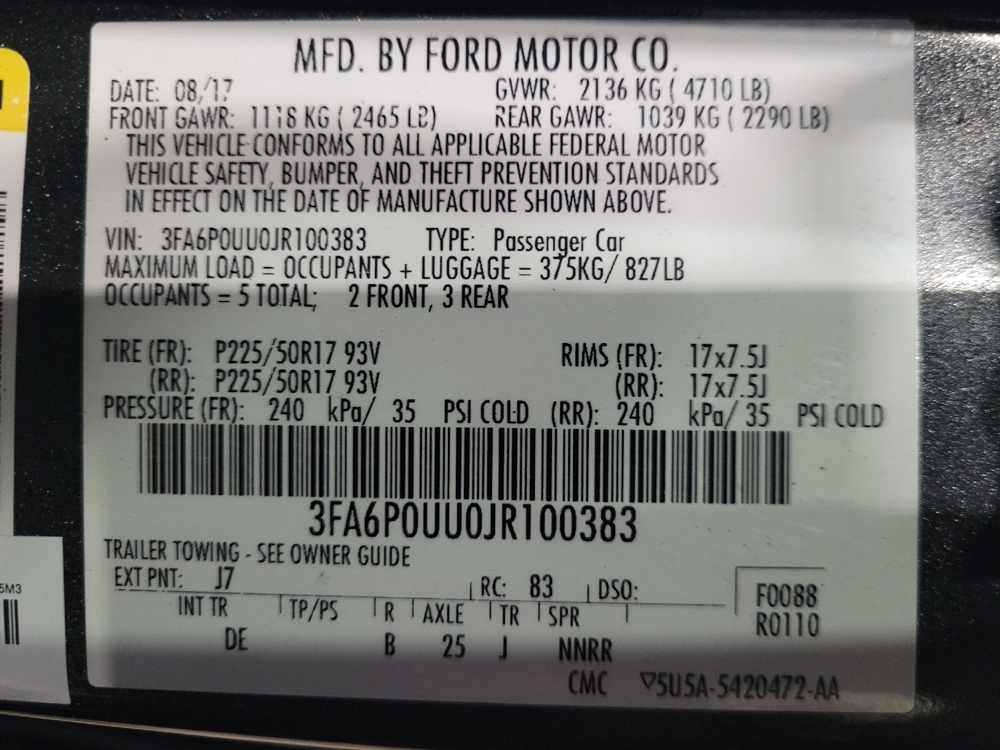 MFD. BY FORD MOTOR CO.
DATE: 08/17 GVWR: 2136 KG ( 4710 LB)
FRONT GAWR: 1118 KG ( 2465 LB) REAR GAWR: 1039 KG ( 2290 LB)
THIS VEHICLE CONFORMS TO ALL APPLICABLE FEDERAL MOTOR
VEHICLE SAFETY, BUMPER, AND THEFT PREVENTION STANDARDS
IN EFFECT ON THE DATE OF MANUFACTURE SHOWN ABOVE.
VIN: 3FA6P0UU0JR100383 TYPE: Passenger Car
MAXIMUM LOAD = OCCUPANTS + LUGGAGE = 375KG/ 827LB
OCCUPANTS = 5 TOTAL; 2 FRONT, 3 REAR
TIRE (FR): P225/50R17 93V RIMS (FR): 17x7.5J
(RR): P225/50R17 93V (RR): 17x7.5J
PRESSURE (FR): 240 kPa/ 35 PSI COLD (RR): 240 kPa/ 35 PSI COLD
3FA6P0UU0JR100383
TRAILER TOWING - SEE OWNER GUIDE
EXT PNT: J7 RC: 83 DSO: F0088
INT TR TP/PS R AXLE TR SPR R0110
DE B 25 J NNRR
CMC 5U5A-5420472-AA
5M3